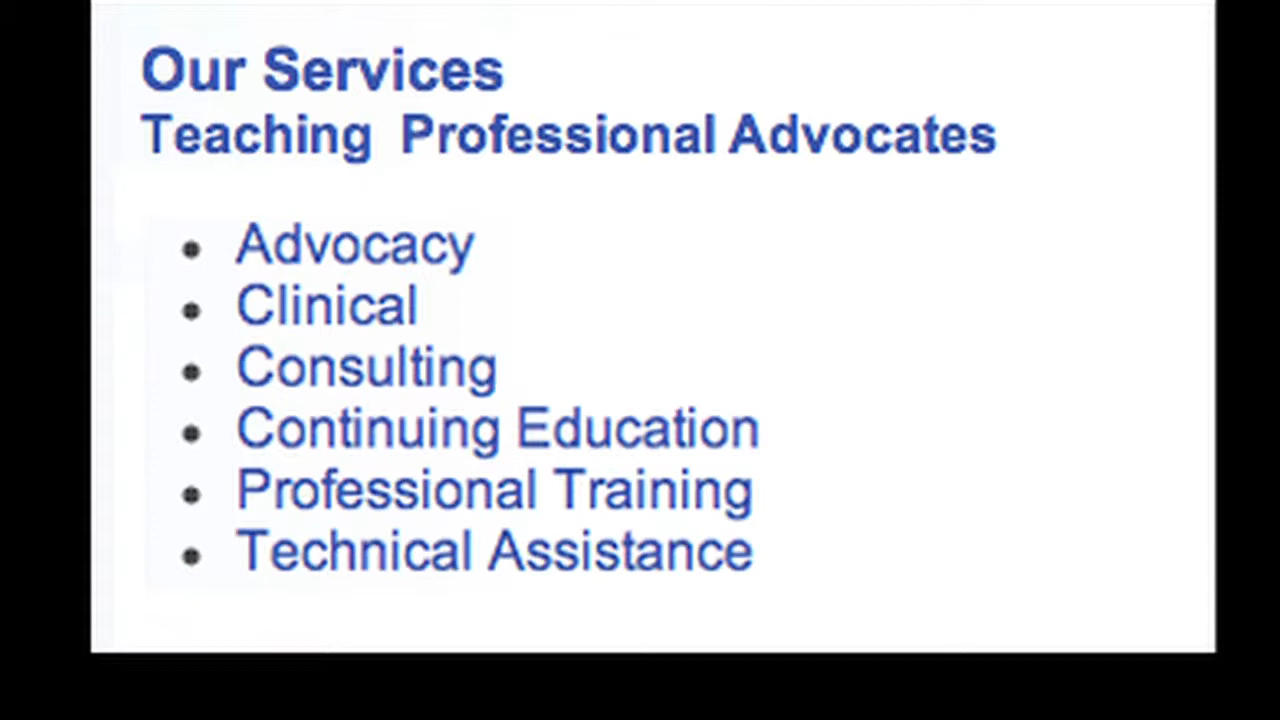 Our Services
Teaching  Professional Advocates
• Advocacy
• Clinical
• Consulting
• Continuing Education
• Professional Training
• Technical Assistance